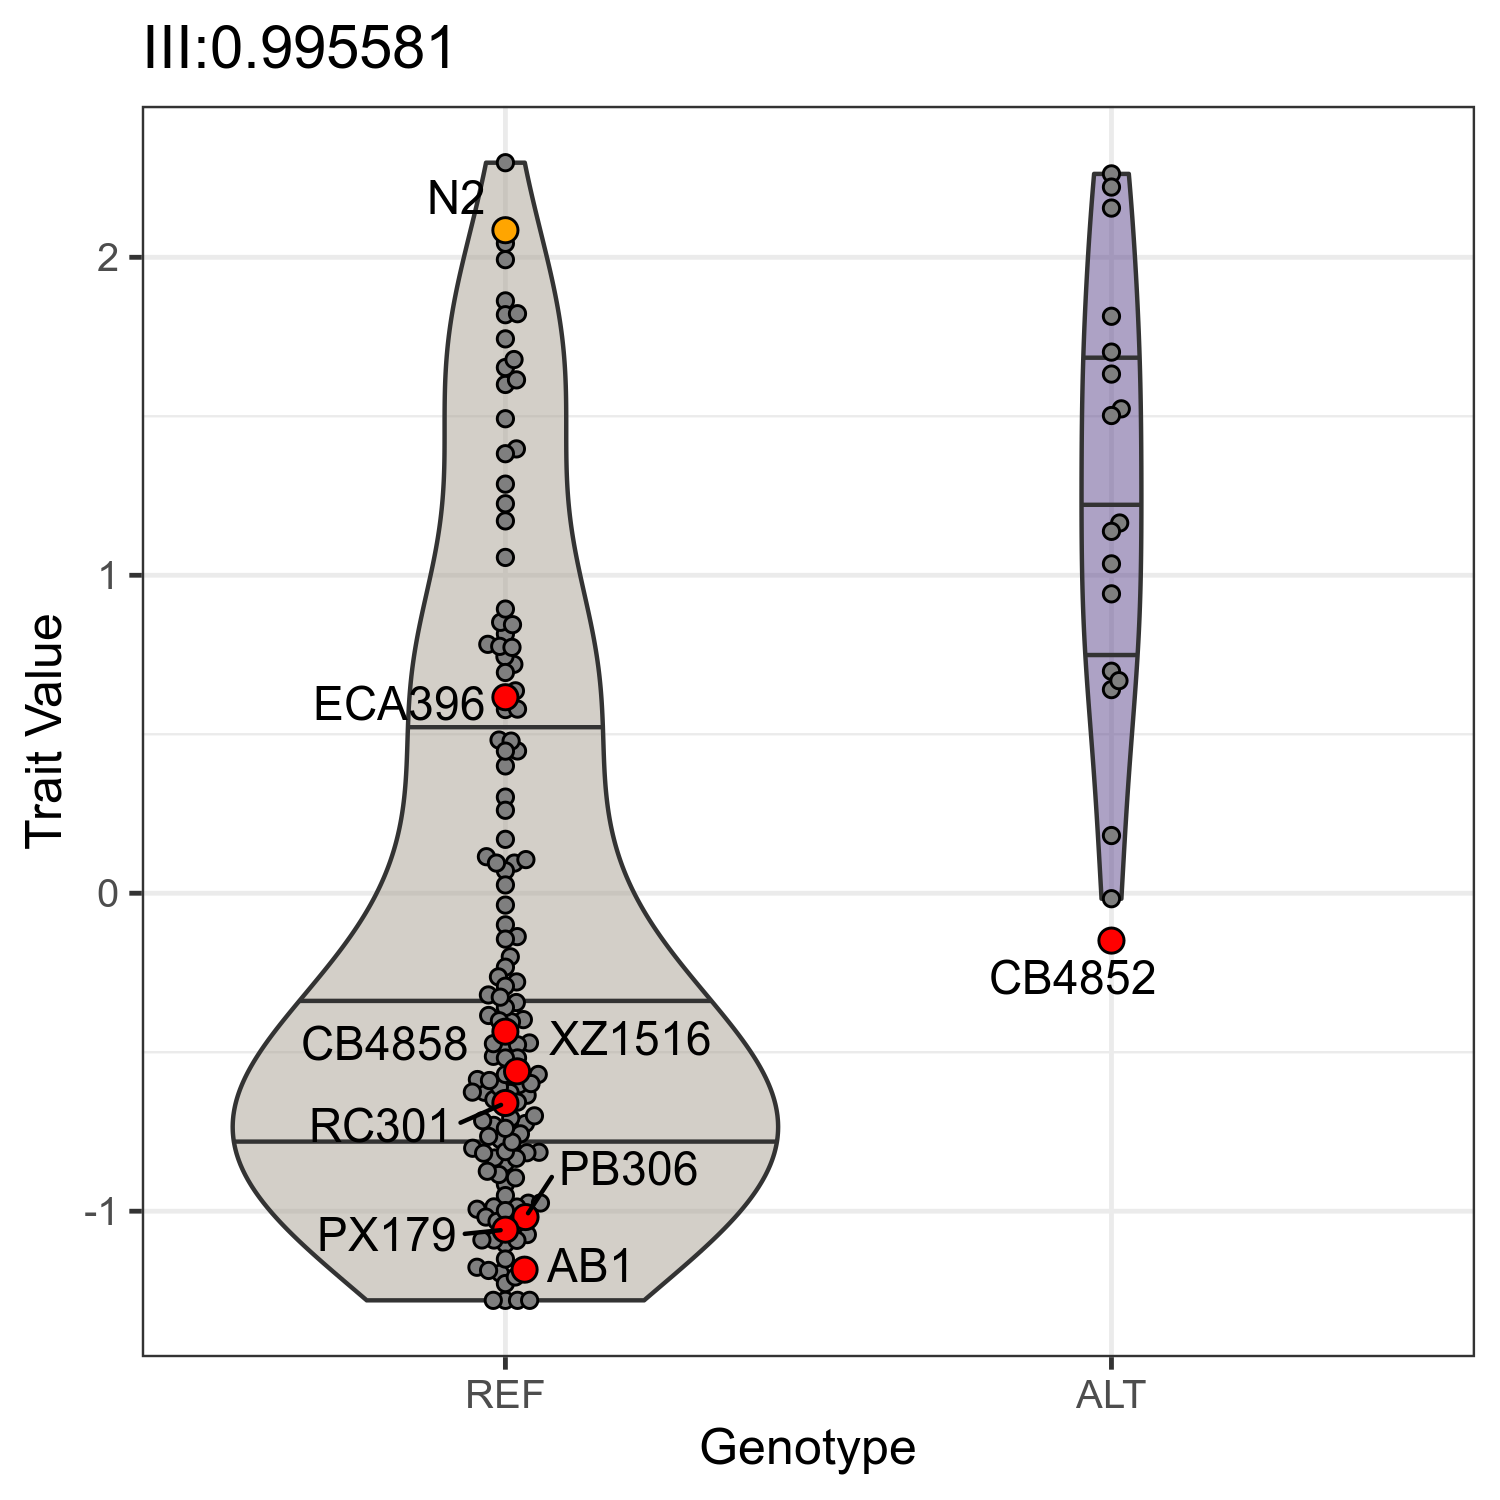 III:0.995581
N2
2
1
ECA396
Trait Value
0
CB4852
CB4858
XZ1516
RC301
PB306
-1
PX179
AB1
REF
ALT
Genotype